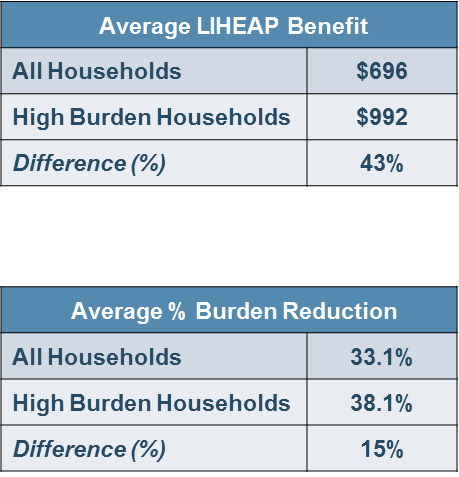 Average LIHEAP Benefit
All Households $696
High Burden Households $992
Difference (%) 43%
Average % Burden Reduction
All Households 33.1%
High Burden Households 38.1%
Difference (%) 15%